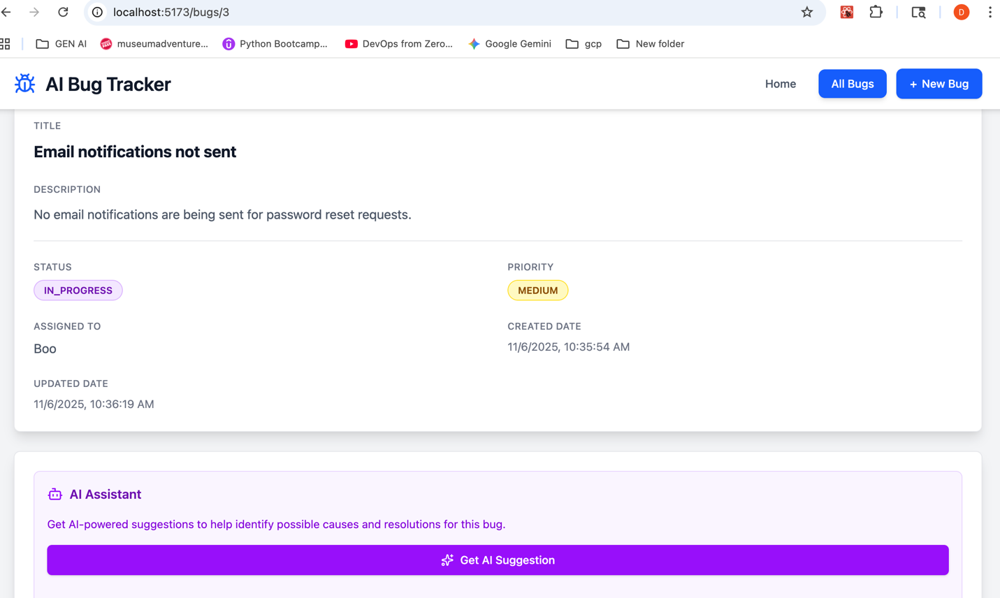 localhost:5173/bugs/3
D
GEN AI
museumadventure...
Python Bootcamp...
DevOps from Zero...
Google Gemini
gcp
New folder
AI Bug Tracker
Home
All Bugs
+ New Bug
TITLE
Email notifications not sent
DESCRIPTION
No email notifications are being sent for password reset requests.
STATUS
PRIORITY
IN_PROGRESS
MEDIUM
ASSIGNED TO
CREATED DATE
Boo
11/6/2025, 10:35:54 AM
UPDATED DATE
11/6/2025, 10:36:19 AM
AI Assistant
Get AI-powered suggestions to help identify possible causes and resolutions for this bug.
Get AI Suggestion